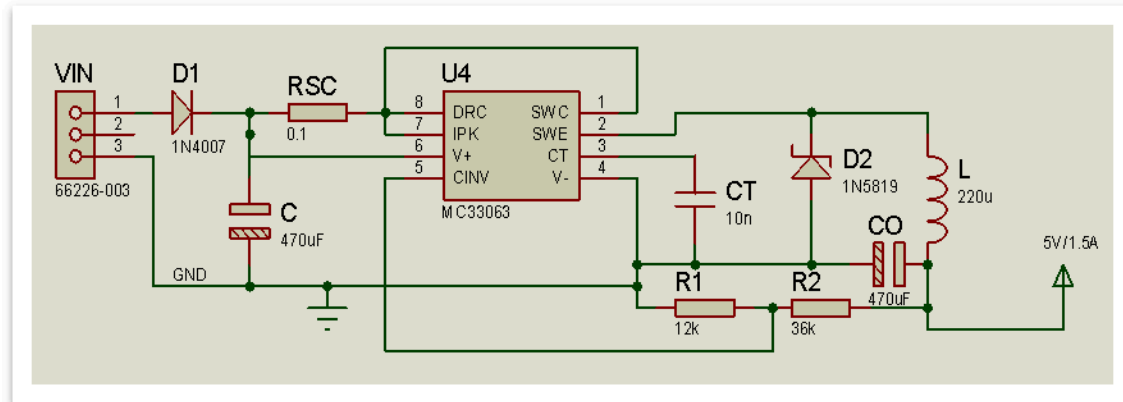 VIN
1
2
3
66226-003
D1
1N4007
RSC
0.1
C
470uF
GND
U4
8 DRC SWC 1
7 IPK SWE 2
6 V+ CT 3
5 CINV V- 4
MC33063
CT
10n
D2
1N5819
L
220u
CO
470uF
R1
12k
R2
36k
5V/1.5A